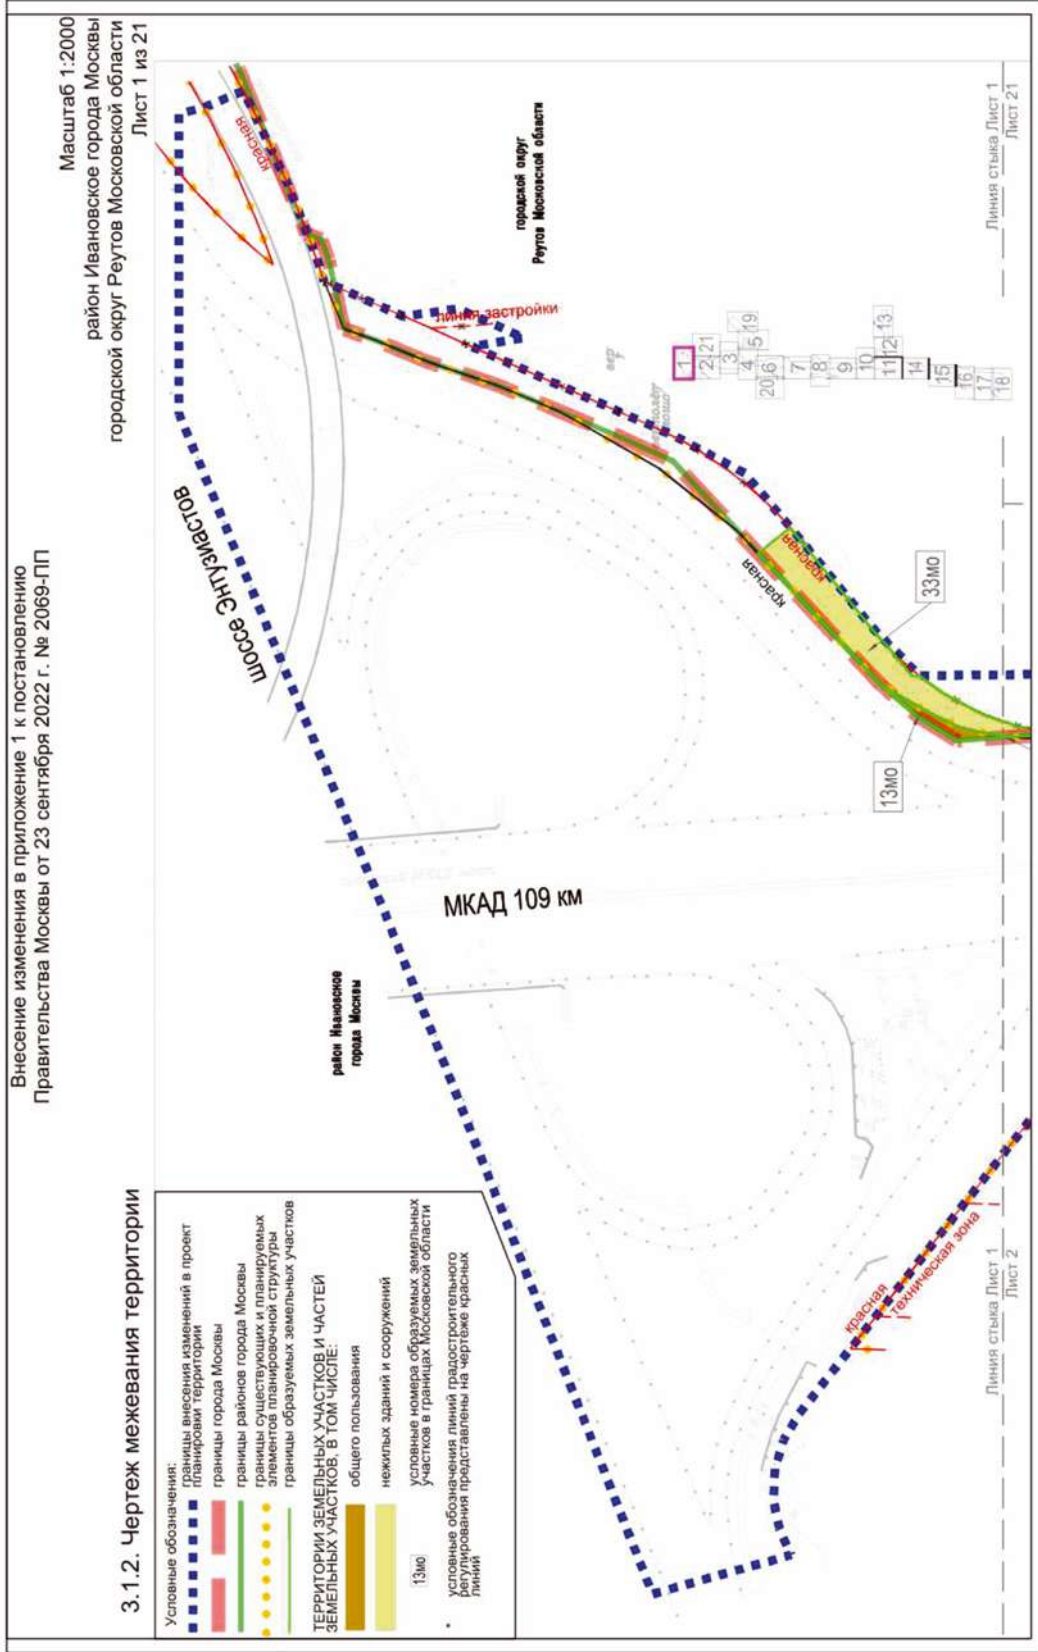 Внесение изменения в приложение 1 к постановлению
Правительства Москвы от 23 сентября 2022 г. № 2069-ПП
3.1.2. Чертеж межевания территории
Масштаб 1:2000
район Ивановское города Москвы
городской округ Реутов Московской области
Лист 1 из 21
Условные обозначения:
границы внесения изменений в проект
планировки территории
границы города Москвы
границы районов города Москвы
границы существующих и планируемых
элементов планировочной структуры
границы образуемых земельных участков
ТЕРРИТОРИИ ЗЕМЕЛЬНЫХ УЧАСТКОВ И ЧАСТЕЙ
ЗЕМЕЛЬНЫХ УЧАСТКОВ, В ТОМ ЧИСЛЕ:
общего пользования
нежилых зданий и сооружений
13мо
условные номера образуемых земельных
участков в границах Московской области
* условные обозначения линий градостроительного
регулирования представлены на чертеже красных
линий
шоссе Энтузиастов
красная
городской округ
Реутов Московской области
линия застройки
район Ивановское
города Москвы
МКАД 109 км
красная
красная
33мо
13мо
1
2 21
3
4 5 19
20 6
7
8
9
10
11 12 13
14
15
16
17
18
красная
техническая зона
Линия стыка Лист 1
Лист 2
Линия стыка Лист 1
Лист 21